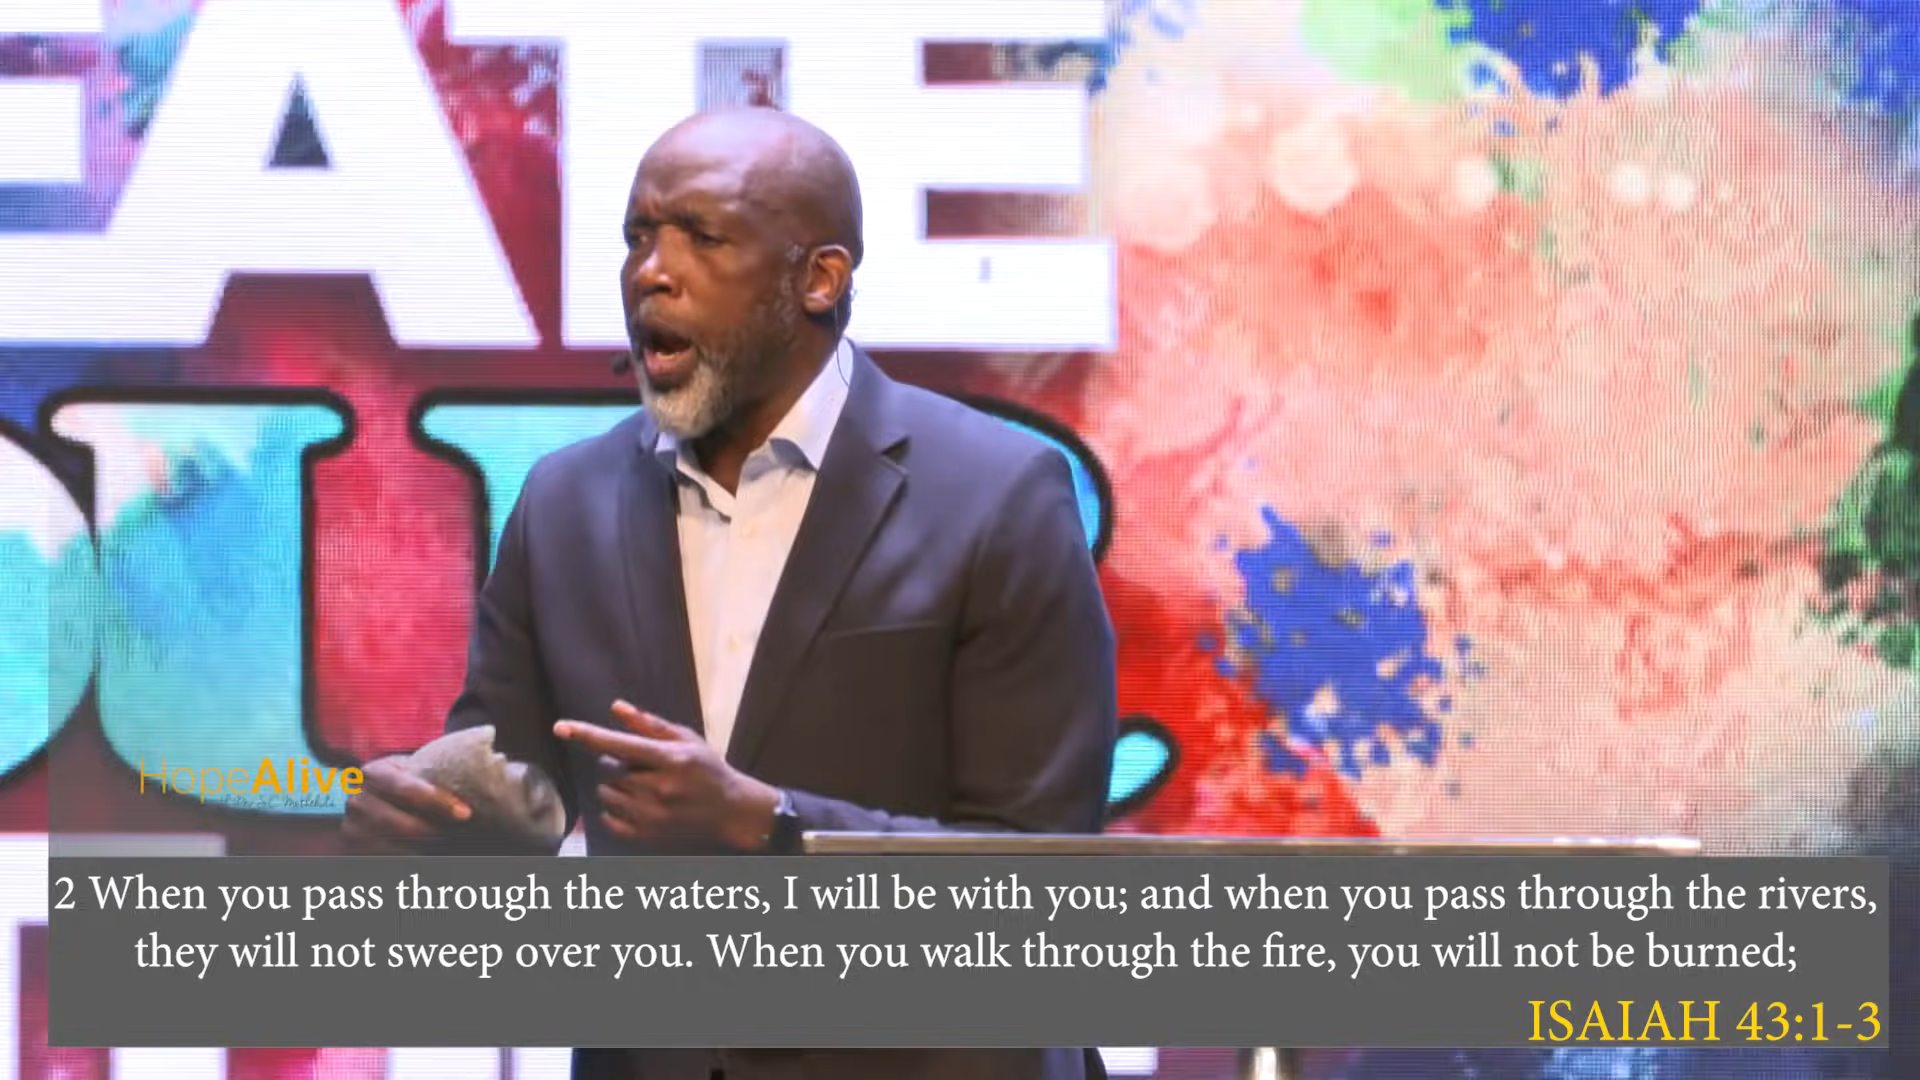 EATE
OUR
HopeAlive
2 When you pass through the waters, I will be with you; and when you pass through the rivers,
they will not sweep over you. When you walk through the fire, you will not be burned;
ISAIAH 43:1-3